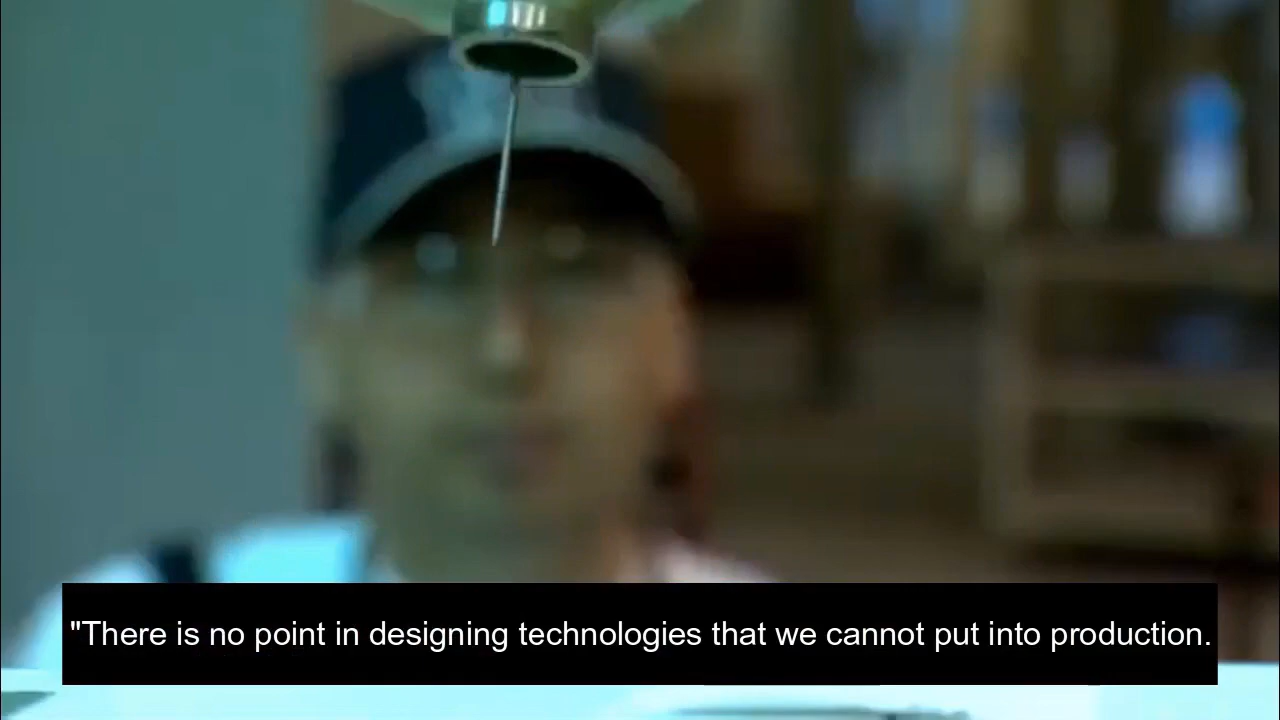 "There is no point in designing technologies that we cannot put into production.